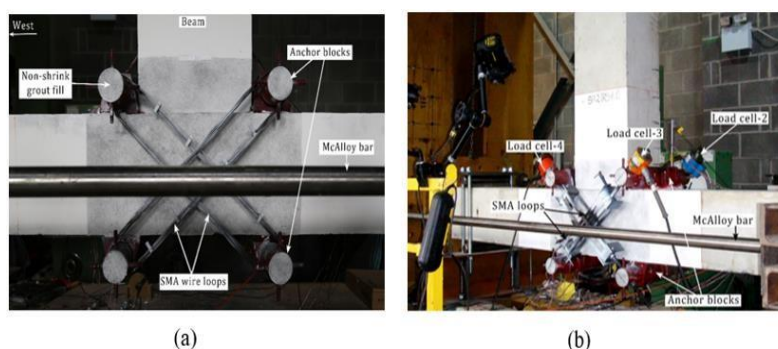 West
Beam
Anchor blocks
Non-shrink
grout fill
McAlloy bar
SMA wire loops
(a)
Load cell-4
Load cell-3
Load cell-2
SMA loops
McAlloy bar
Anchor blocks
(b)